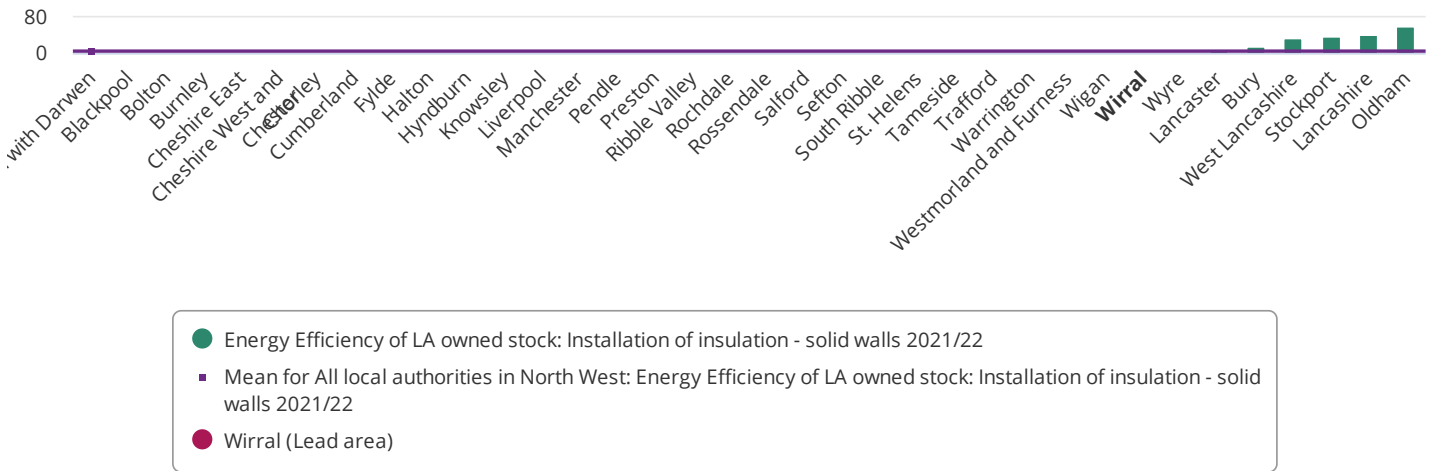 80
0
with Darwen
Blackpool
Bolton
Burnley
Cheshire East
Cheshire West and
Chester
Chorley
Cumberland
Fylde
Halton
Hyndburn
Knowsley
Liverpool
Manchester
Pendle
Preston
Ribble Valley
Rochdale
Rossendale
Salford
Sefton
South Ribble
St. Helens
Tameside
Trafford
Warrington
Westmorland and Furness
Wigan
Wirral
Wyre
Lancaster
Bury
West Lancashire
Stockport
Lancashire
Oldham
Energy Efficiency of LA owned stock: Installation of insulation - solid walls 2021/22
Mean for All local authorities in North West: Energy Efficiency of LA owned stock: Installation of insulation - solid
walls 2021/22
Wirral (Lead area)